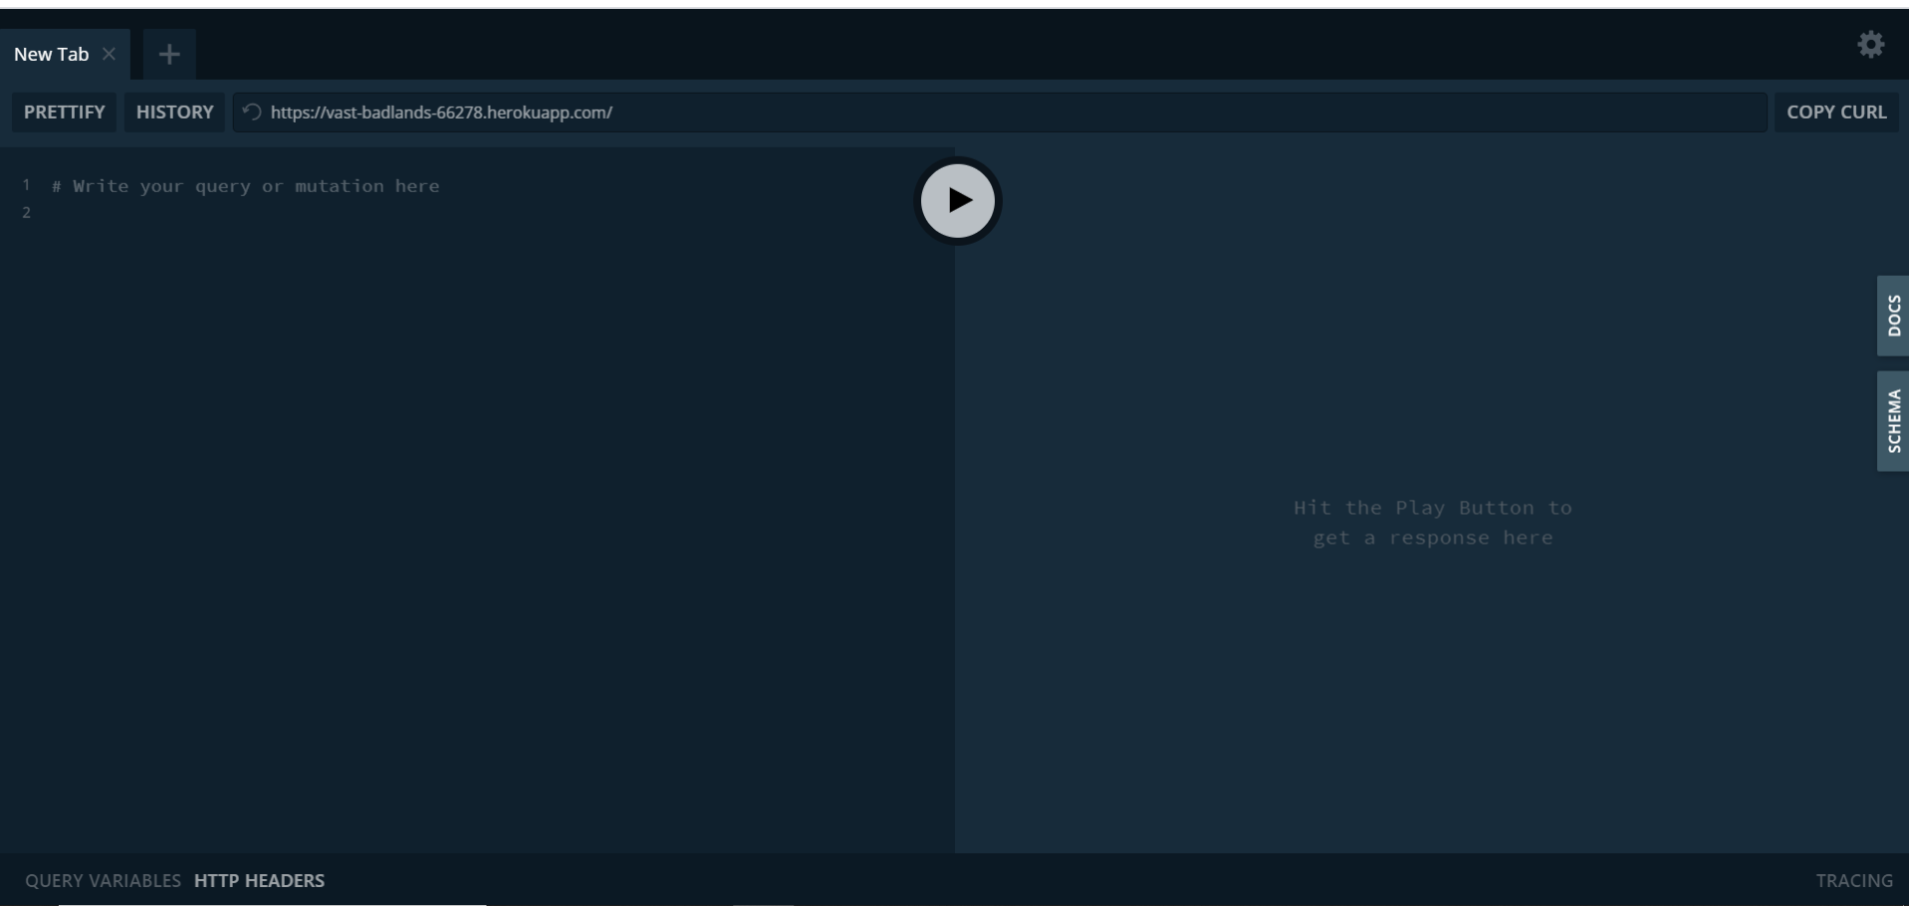 New Tab
PRETTIFY
HISTORY
https://vast-badlands-66278.herokuapp.com/
COPY CURL
1 # Write your query or mutation here
2
DOCS
SCHEMA
Hit the Play Button to
get a response here
QUERY VARIABLES
HTTP HEADERS
TRACING